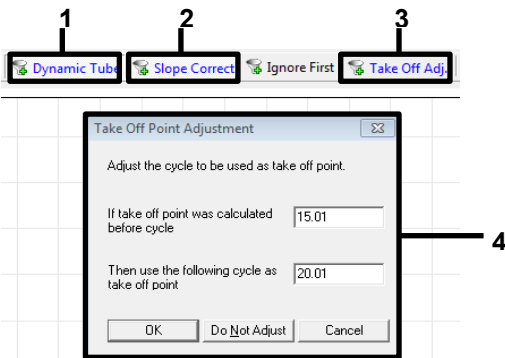 1 2 3
Dynamic Tube Slope Correct Ignore First Take Off Adj.
Take Off Point Adjustment
Adjust the cycle to be used as take off point.
If take off point was calculated
before cycle
15.01
4
Then use the following cycle as
take off point
20.01
OK Do Not Adjust Cancel